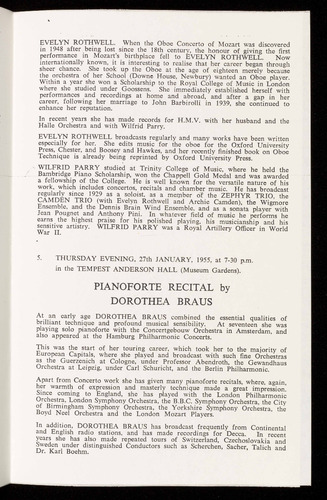 EVELYN ROTHWELL. When the Oboe Concerto of Mozart was discovered
in 1948 after being lost since the 18th century, the honour of giving the first
performance in Mozart's birthplace fell to EVELYN ROTHWELL. Now
internationally known, it is interesting to realise that her career began through
sheer chance. She took up the Oboe at the age of eighteen merely because
the orchestra of her School (Downe House, Newbury) wanted an Oboe player.
Within a year she won a Scholarship to the Royal College of Music in London
where she studied under Goossens. She immediately established herself with
performances and recordings at home and abroad, and after a gap in her
career, following her marriage to John Barbirolli in 1939, she continued to
enhance her reputation.
In recent years she has made records for H.M.V. with her husband and the
Halle Orchestra and with Wilfrid Parry.
EVELYN ROTHWELL broadcasts regularly and many works have been written
especially for her. She edits music for the oboe for the Oxford University
Press, Chester, and Boosey and Hawkes, and her recently finished book on Oboe
Technique is already being reprinted by Oxford University Press.
WILFRID PARRY studied at Trinity College of Music, where he held the
Bambridge Piano Scholarship, won the Chappell Gold Medal and was awarded
a fellowship of the College. He is well known for the versatile nature of his
work, which includes concertos, recitals and chamber music. He has broadcast
regularly since 1929 as a soloist, as a member of the ZEPHYR TRIO, the
CAMDEN TRIO (with Evelyn Rothwell and Archie Camden), the Wigmore
Ensemble, and the Dennis Brain Wind Ensemble, and as a sonata player with
Jean Pougnet and Anthony Pini. In whatever field of music he performs he
earns the highest praise for his polished playing, his musicianship and his
sensitive artistry. WILFRID PARRY was a Royal Artillery Officer in World
War II.
5. THURSDAY EVENING, 27th JANUARY, 1955, at 7-30 p.m.
in the TEMPEST ANDERSON HALL (Museum Gardens).
PIANOFORTE RECITAL by
DOROTHEA BRAUS
At an early age DOROTHEA BRAUS combined the essential qualities of
brilliant technique and profound musical sensibility. At seventeen she was
playing solo pianoforte with the Concertgebouw Orchestra in Amsterdam, and
also appeared at the Hamburg Philharmonic Concerts.
This was the start of her touring career, which took her to the majority of
European Capitals, where she played and broadcast with such fine Orchestras
as the Guerzenich at Cologne, under Professor Abendroth, the Gewandhaus
Orchestra at Leipzig, under Carl Schuricht, and the Berlin Philharmonic.
Apart from Concerto work she has given many pianoforte recitals, where, again,
her warmth of expression and masterly technique made a great impression.
Since coming to England, she has played with the London Philharmonic
Orchestra, London Symphony Orchestra, the B.B.C. Symphony Orchestra, the City
of Birmingham Symphony Orchestra, the Yorkshire Symphony Orchestra, the
Boyd Neel Orchestra and the London Mozart Players.
In addition, DOROTHEA BRAUS has broadcast frequently from Continental
and English radio stations, and has made recordings for Decca. In recent
years she has also made repeated tours of Switzerland, Czechoslovakia and
Sweden under distinguished Conductors such as Scherchen, Sacher, Talich and
Dr. Karl Boehm.